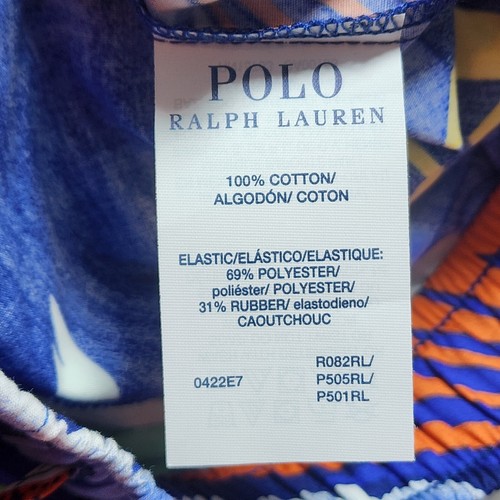 POLO
RALPH LAUREN
100% COTTON/
ALGODÓN/ COTON
ELASTIC/ELÁSTICO/ELASTIQUE:
69% POLYESTER/
poliéster/ POLYESTER/
31% RUBBER/ elastodieno/
CAOUTCHOUC
0422E7
R082RL/
P505RL/
P501RL